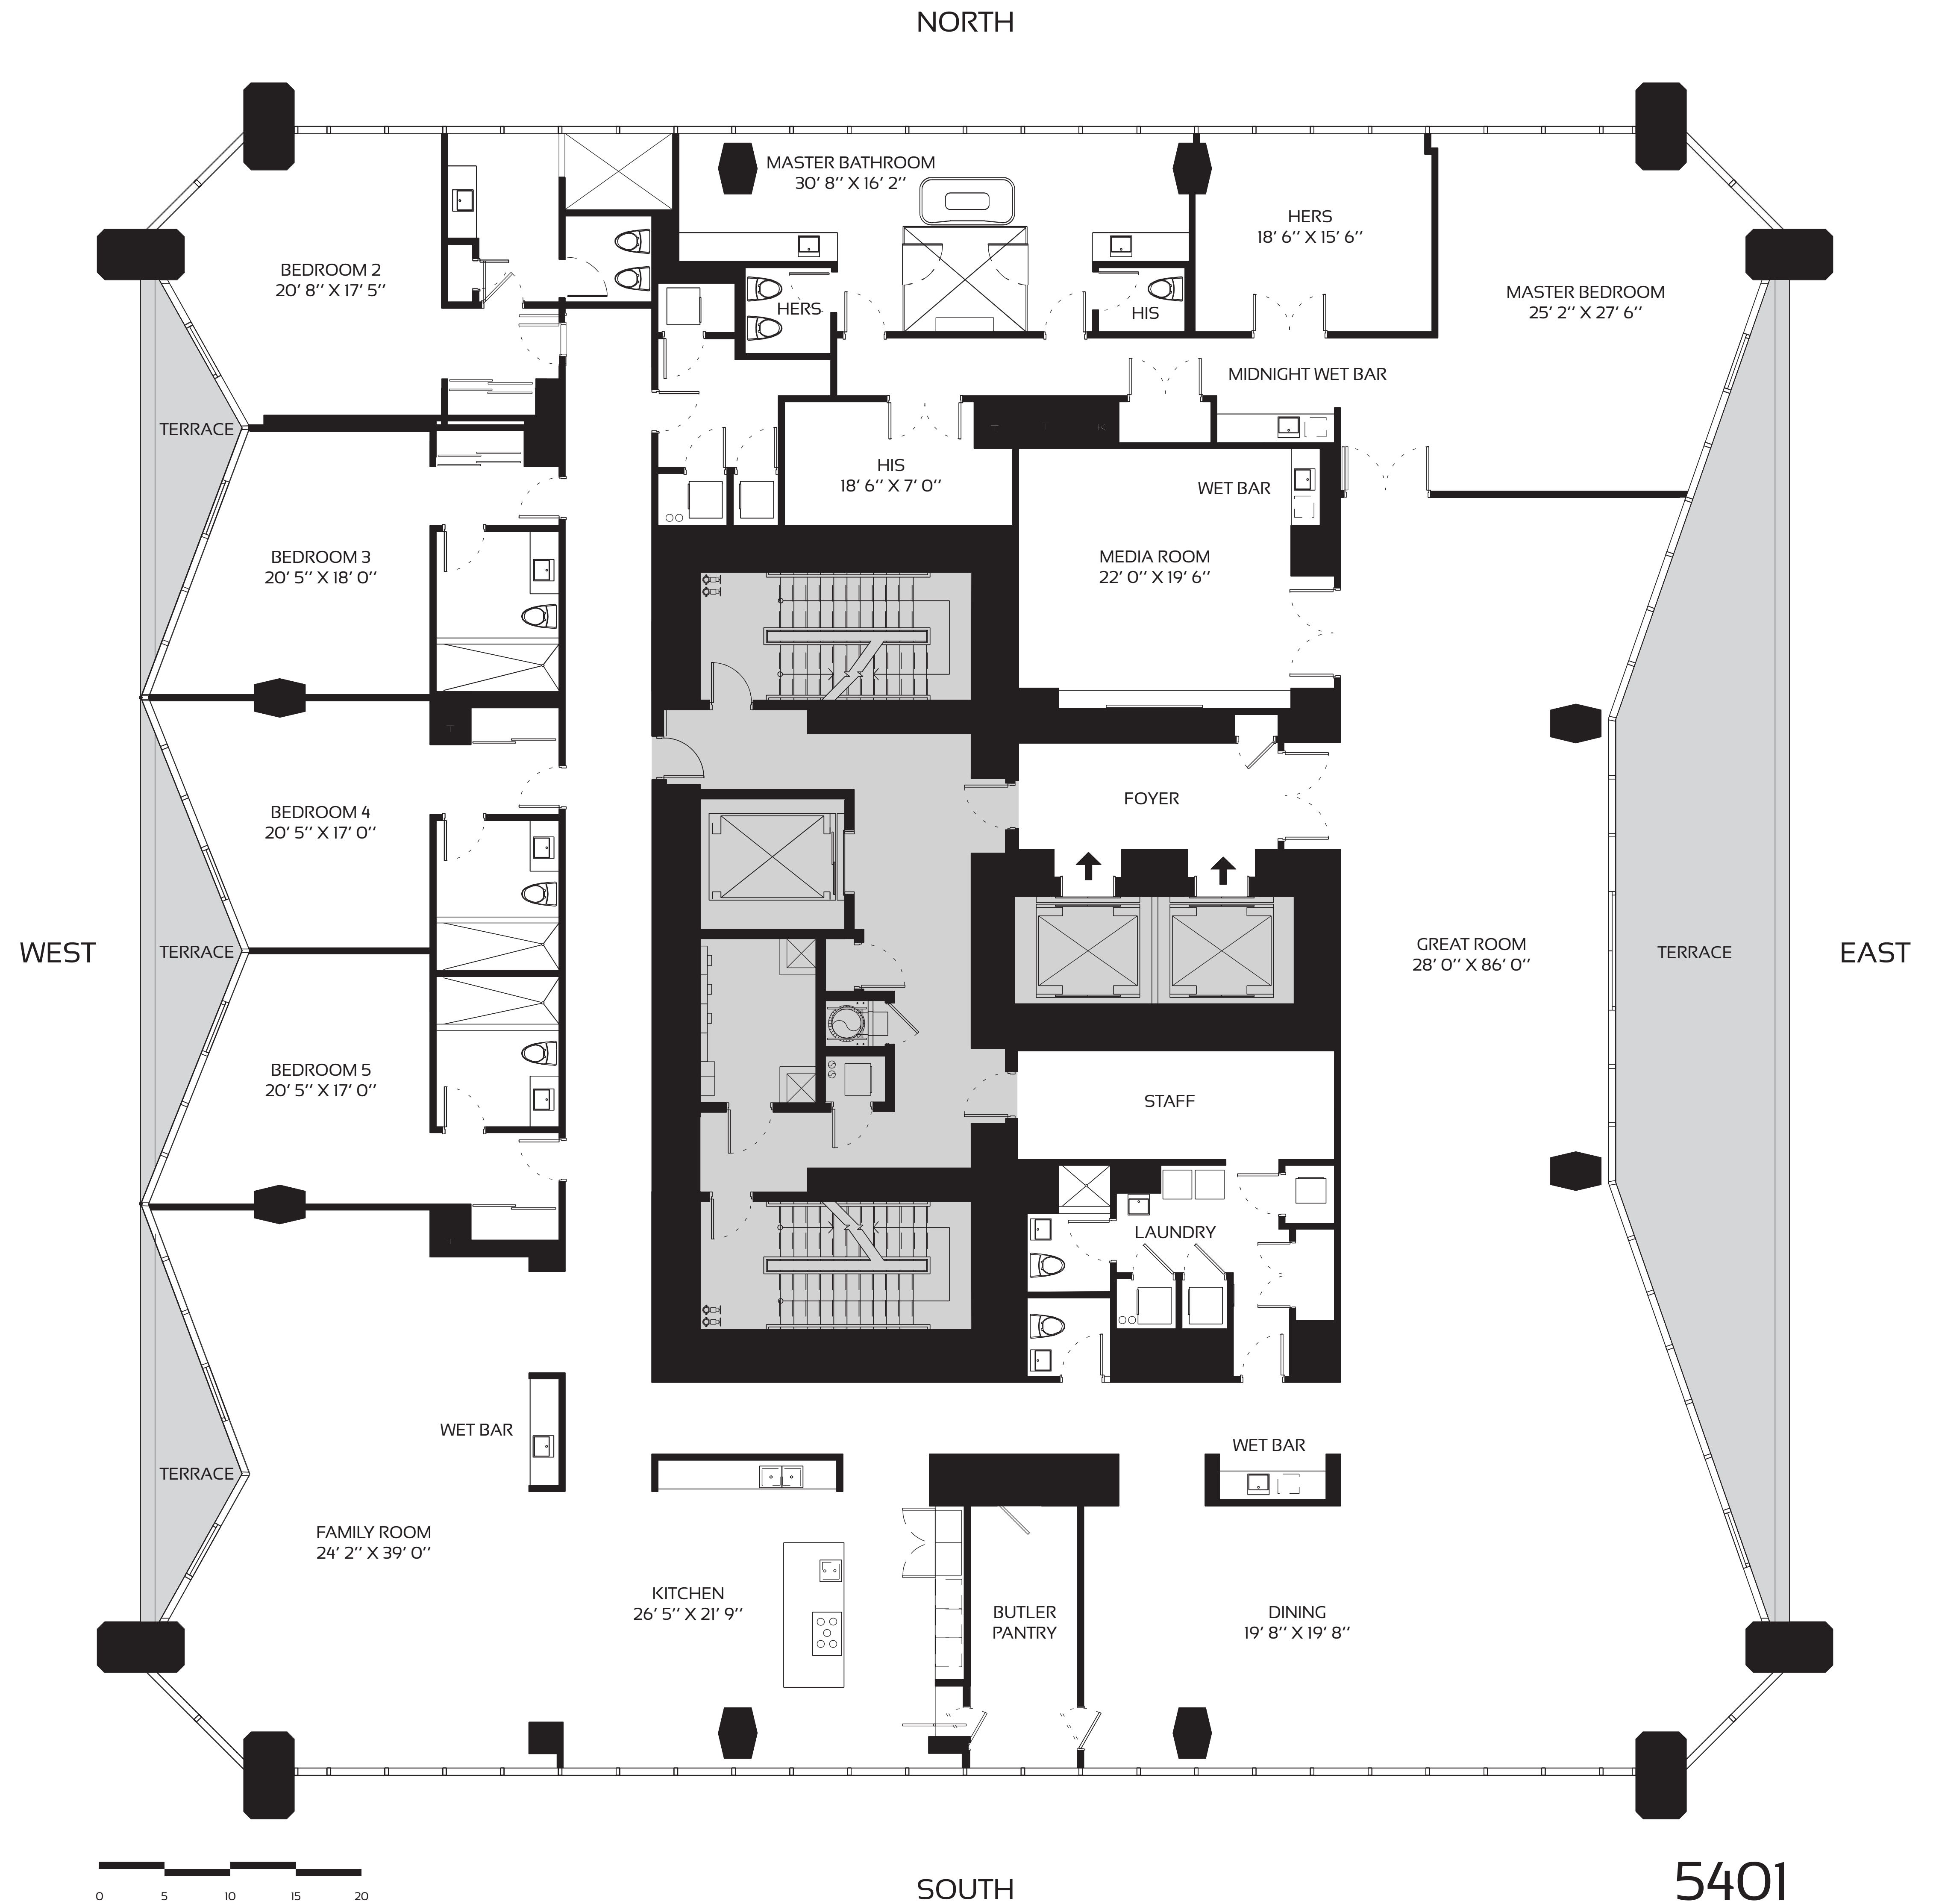 NORTH
MASTER BATHROOM
30' 8'' X 16' 2''
HERS
18' 6'' X 15' 6''
BEDROOM 2
20' 8'' X 17' 5''
MASTER BEDROOM
25' 2'' X 27' 6''
HERS
HIS
MIDNIGHT WET BAR
TERRACE
T
T
K
HIS
18' 6'' X 7' 0''
WET BAR
BEDROOM 3
20' 5'' X 18' 0''
MEDIA ROOM
22' 0'' X 19' 6''
T
FOYER
BEDROOM 4
20' 5'' X 17' 0''
WEST
TERRACE
GREAT ROOM
28' 0'' X 86' 0''
TERRACE
EAST
BEDROOM 5
20' 5'' X 17' 0''
STAFF
LAUNDRY
T
WET BAR
WET BAR
TERRACE
FAMILY ROOM
24' 2'' X 39' 0''
KITCHEN
26' 5'' X 21' 9''
BUTLER
PANTRY
DINING
19' 8'' X 19' 8''
0 5 10 15 20
SOUTH
5401